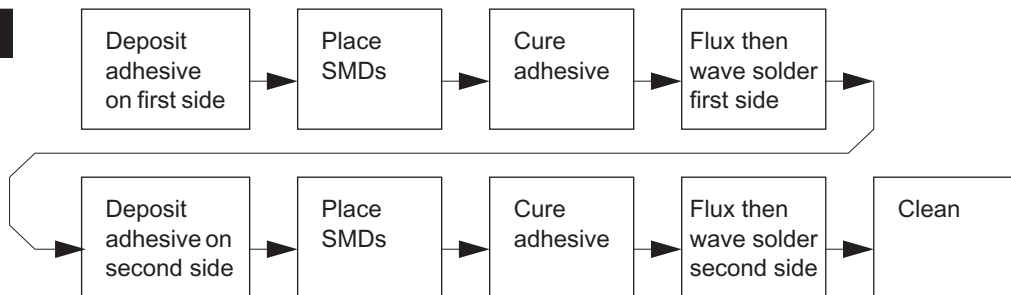 Deposit
adhesive
on first side
Place
SMDs
Cure
adhesive
Flux then
wave solder
first side
Deposit
adhesive on
second side
Place
SMDs
Cure
adhesive
Flux then
wave solder
second side
Clean